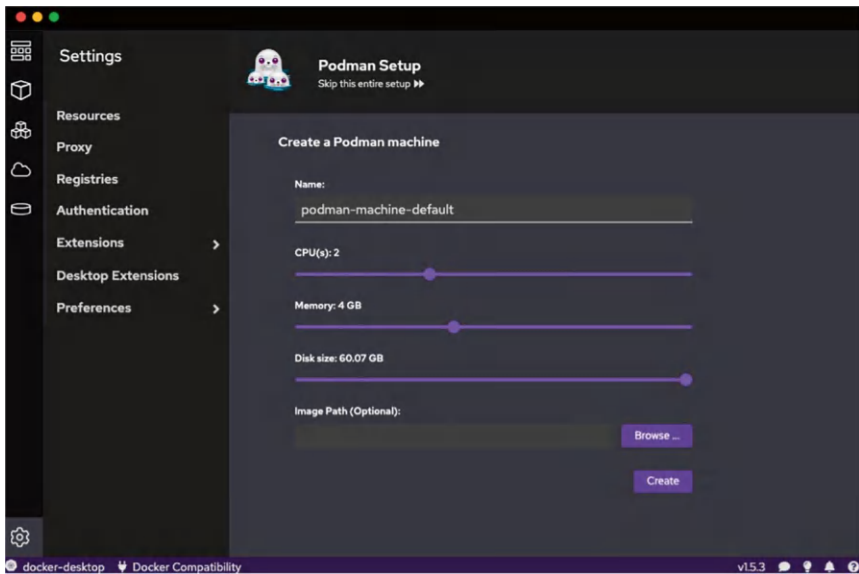 Settings
Resources
Proxy
Registries
Authentication
Extensions
Desktop Extensions
Preferences
Podman Setup
Skip this entire setup
Create a Podman machine
Name:
podman-machine-default
CPU(s): 2
Memory: 4 GB
Disk size: 60.07 GB
Image Path (Optional):
Browse ...
Create
docker-desktop Docker Compatibility
v1.5.3